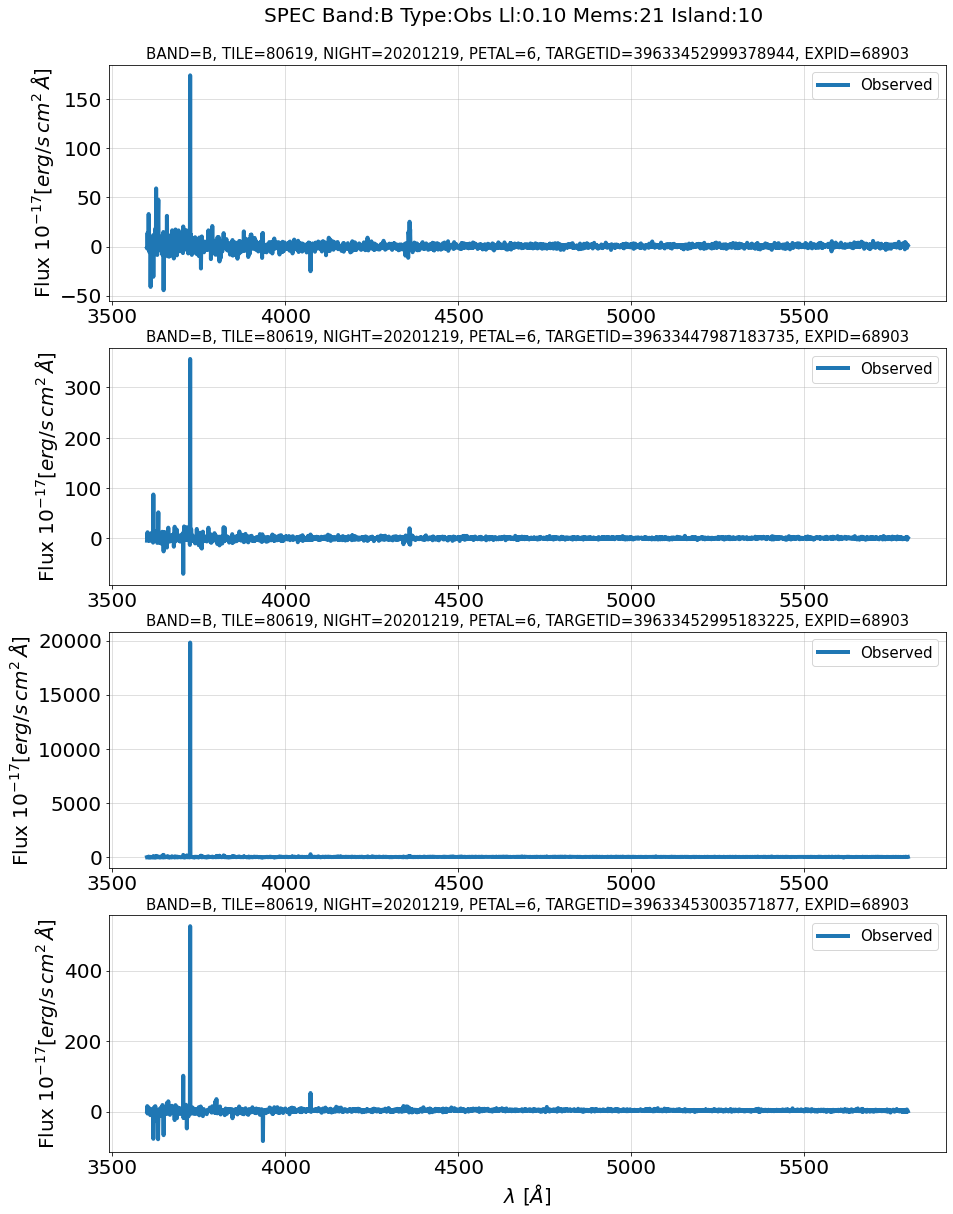 SPEC Band:B Type:Obs Ll:0.10 Mems:21 Island:10
BAND=B, TILE=80619, NIGHT=20201219, PETAL=6, TARGETID=39633452999378944, EXPID=68903
Flux 10⁻¹⁷[erg/s cm² Å]
150
100
50
0
−50
Observed
3500 4000 4500 5000 5500
BAND=B, TILE=80619, NIGHT=20201219, PETAL=6, TARGETID=39633447987183735, EXPID=68903
Flux 10⁻¹⁷[erg/s cm² Å]
300
200
100
0
Observed
3500 4000 4500 5000 5500
BAND=B, TILE=80619, NIGHT=20201219, PETAL=6, TARGETID=39633452995183225, EXPID=68903
Flux 10⁻¹⁷[erg/s cm² Å]
20000
15000
10000
5000
0
Observed
3500 4000 4500 5000 5500
BAND=B, TILE=80619, NIGHT=20201219, PETAL=6, TARGETID=39633453003571877, EXPID=68903
Flux 10⁻¹⁷[erg/s cm² Å]
400
200
0
Observed
3500 4000 4500 5000 5500
λ [Å]